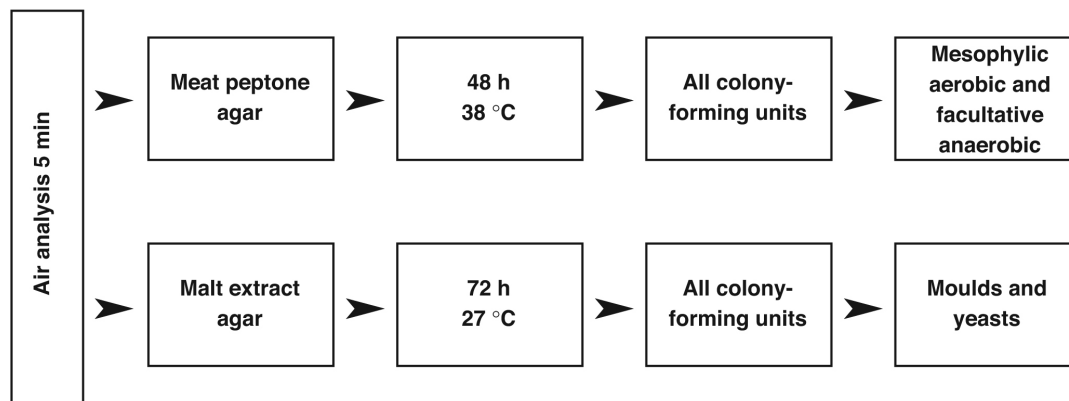 Air analysis 5 min
Meat peptone
agar
48 h
38 °C
All colony-
forming units
Mesophylic
aerobic and
facultative
anaerobic
Malt extract
agar
72 h
27 °C
All colony-
forming units
Moulds and
yeasts